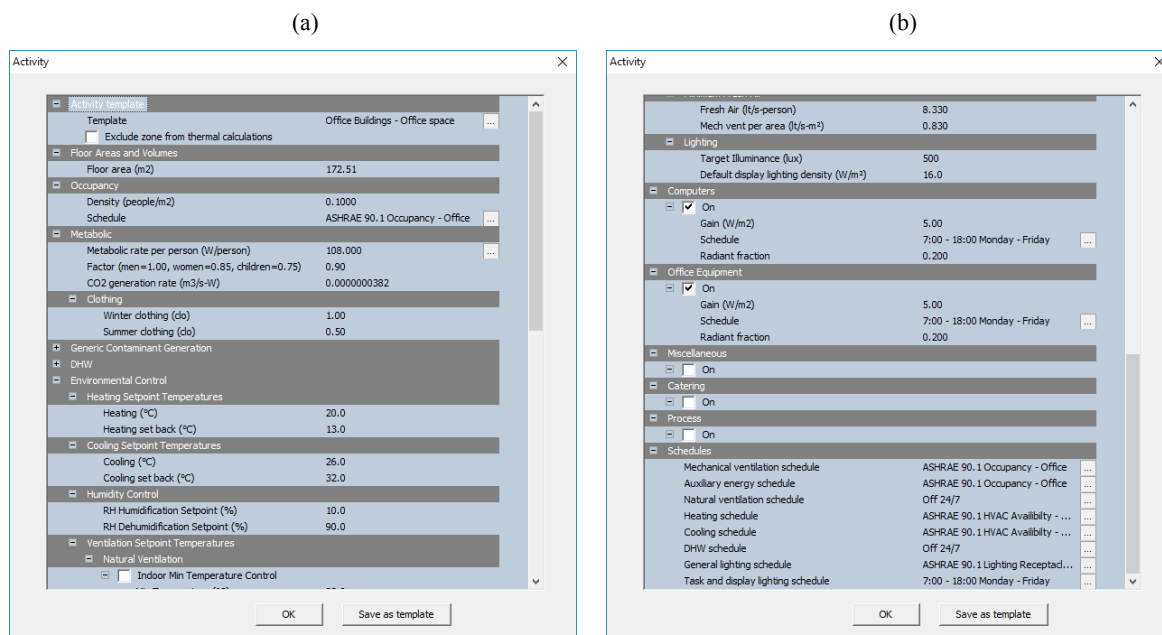 (a)
Activity
Activity template
Template Office Buildings - Office space ...
Exclude zone from thermal calculations
Floor Areas and Volumes
Floor area (m2) 172.51
Occupancy
Density (people/m2) 0.1000
Schedule ASHRAE 90.1 Occupancy - Office ...
Metabolic
Metabolic rate per person (W/person) 108.000 ...
Factor (men=1.00, women=0.85, children=0.75) 0.90
CO2 generation rate (m3/s-W) 0.0000000382
Clothing
Winter clothing (clo) 1.00
Summer clothing (clo) 0.50
Generic Contaminant Generation
DHW
Environmental Control
Heating Setpoint Temperatures
Heating (°C) 20.0
Heating set back (°C) 13.0
Cooling Setpoint Temperatures
Cooling (°C) 26.0
Cooling set back (°C) 32.0
Humidity Control
RH Humidification Setpoint (%) 10.0
RH Dehumidification Setpoint (%) 90.0
Ventilation Setpoint Temperatures
Natural Ventilation
Indoor Min Temperature Control
OK Save as template
(b)
Activity
Fresh Air (lt/s-person) 8.330
Mech vent per area (lt/s-m²) 0.830
Lighting
Target Illuminance (lux) 500
Default display lighting density (W/m²) 16.0
Computers
On
Gain (W/m2) 5.00
Schedule 7:00 - 18:00 Monday - Friday ...
Radiant fraction 0.200
Office Equipment
On
Gain (W/m2) 5.00
Schedule 7:00 - 18:00 Monday - Friday ...
Radiant fraction 0.200
Miscellaneous
On
Catering
On
Process
On
Schedules
Mechanical ventilation schedule ASHRAE 90.1 Occupancy - Office ...
Auxiliary energy schedule ASHRAE 90.1 Occupancy - Office ...
Natural ventilation schedule Off 24/7 ...
Heating schedule ASHRAE 90.1 HVAC Availibilty - ... ...
Cooling schedule ASHRAE 90.1 HVAC Availibilty - ... ...
DHW schedule Off 24/7 ...
General lighting schedule ASHRAE 90.1 Lighting Receptacl... ...
Task and display lighting schedule 7:00 - 18:00 Monday - Friday ...
OK Save as template